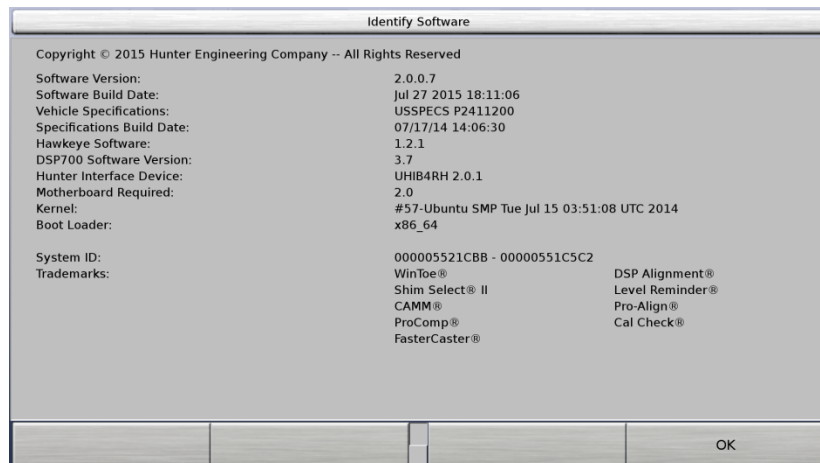 Identify Software
Copyright © 2015 Hunter Engineering Company -- All Rights Reserved
Software Version: 2.0.0.7
Software Build Date: Jul 27 2015 18:11:06
Vehicle Specifications: USSPECS P2411200
Specifications Build Date: 07/17/14 14:06:30
Hawkeye Software: 1.2.1
DSP700 Software Version: 3.7
Hunter Interface Device: UHIB4RH 2.0.1
Motherboard Required: 2.0
Kernel: #57-Ubuntu SMP Tue Jul 15 03:51:08 UTC 2014
Boot Loader: x86_64
System ID: 000005521CBB - 00000551C5C2
Trademarks: WinToe® DSP Alignment®
Shim Select® II Level Reminder®
CAMM® Pro-Align®
ProComp® Cal Check®
FasterCaster®
OK